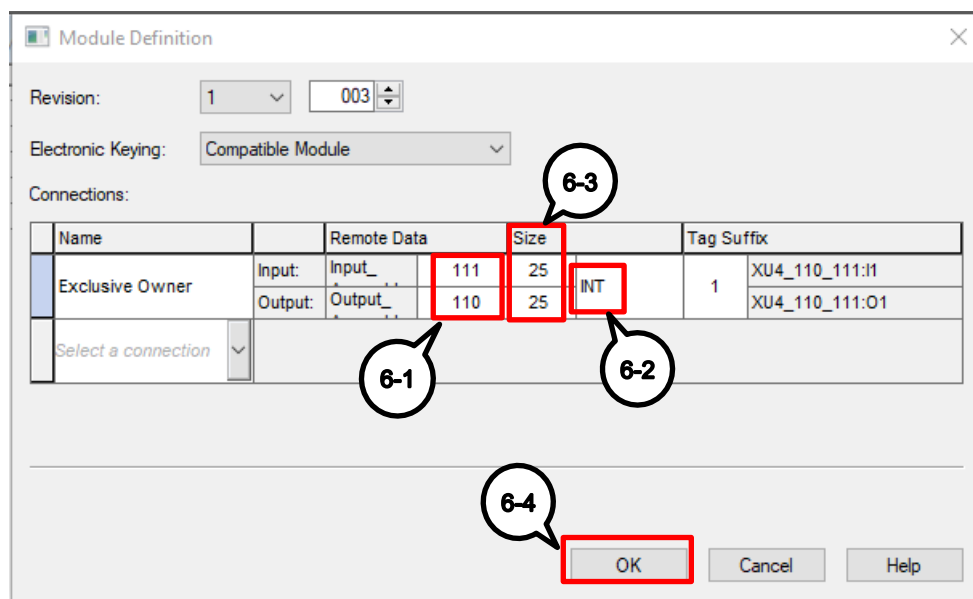 Module Definition
Revision: 1 003
Electronic Keying: Compatible Module
6-3
Connections:
Name Remote Data Size Tag Suffix
Exclusive Owner Input: Input_ 111 25 INT 1 XU4_110_111:I1
Output: Output_ 110 25 XU4_110_111:O1
Select a connection
6-1 6-2
6-4
OK Cancel Help